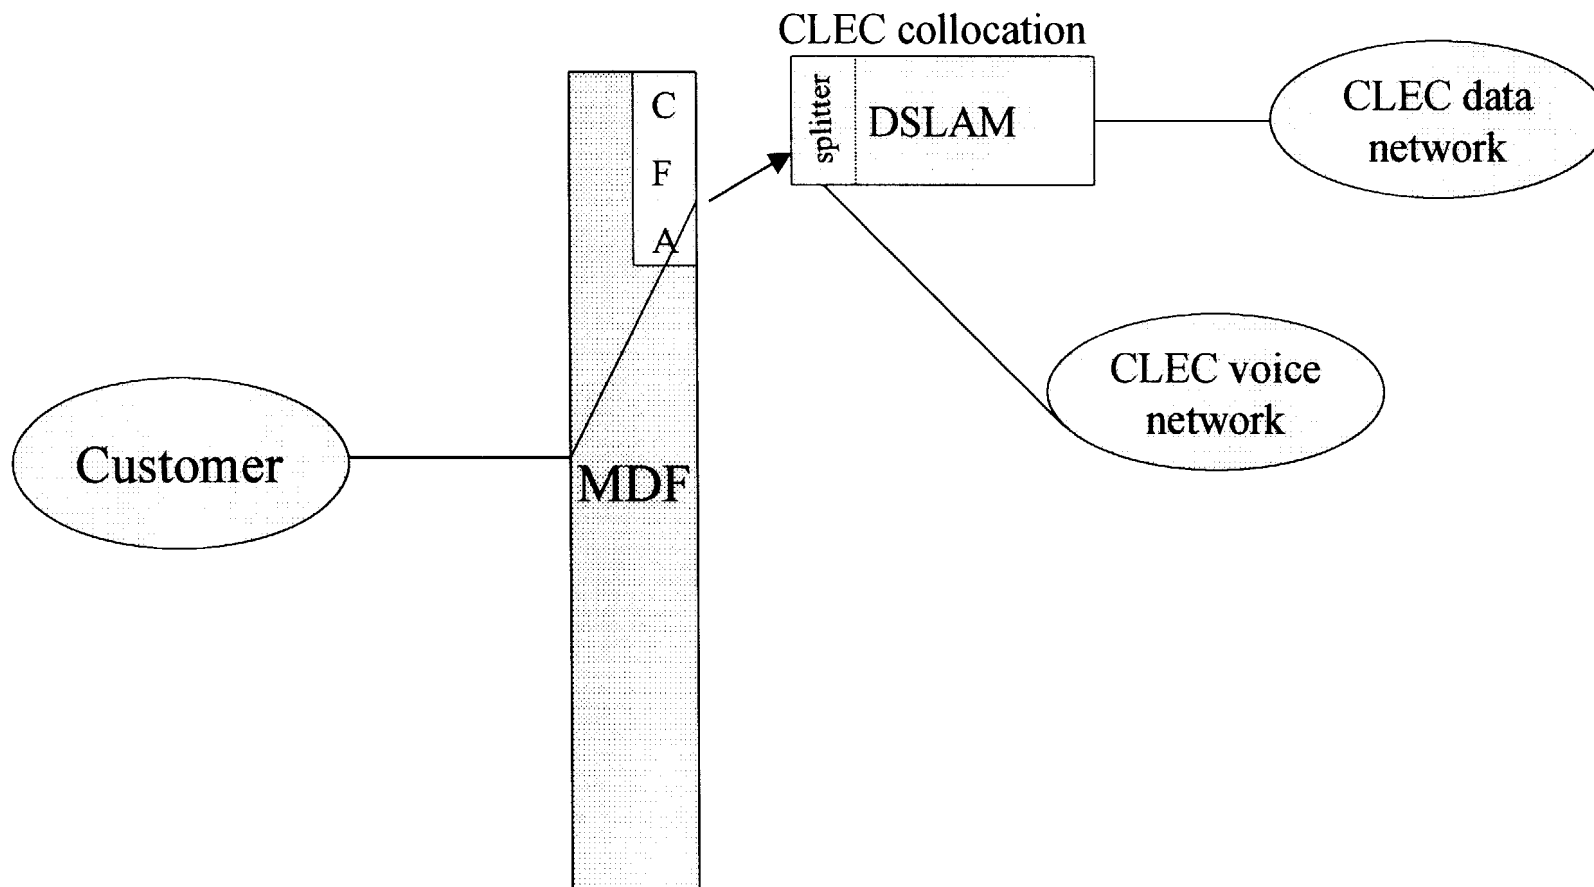 CLEC collocation
C
F
A
splitter
DSLAM
CLEC data
network
CLEC voice
network
Customer
MDF